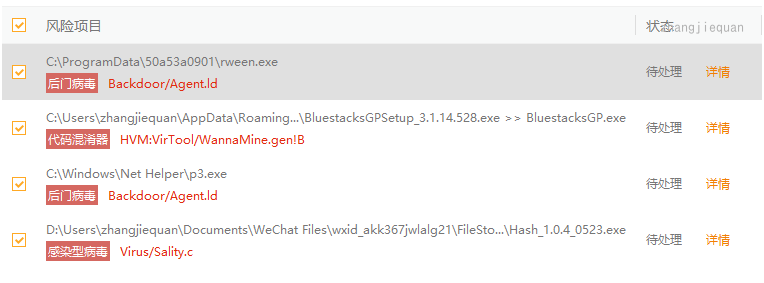 风险项目
状态
zhangjiequan
C:\ProgramData\50a53a0901\rween.exe
后门病毒 Backdoor/Agent.ld
待处理 详情
C:\Users\zhangjiequan\AppData\Roaming...\BluestacksGPSetup_3.1.14.528.exe >> BluestacksGP.exe
代码混淆器 HVM:VirTool/WannaMine.gen!B
待处理 详情
C:\Windows\Net Helper\p3.exe
后门病毒 Backdoor/Agent.ld
待处理 详情
D:\Users\zhangjiequan\Documents\WeChat Files\wxid_akk367jwlalg21\FileSto...\Hash_1.0.4_0523.exe
感染型病毒 Virus/Sality.c
待处理 详情